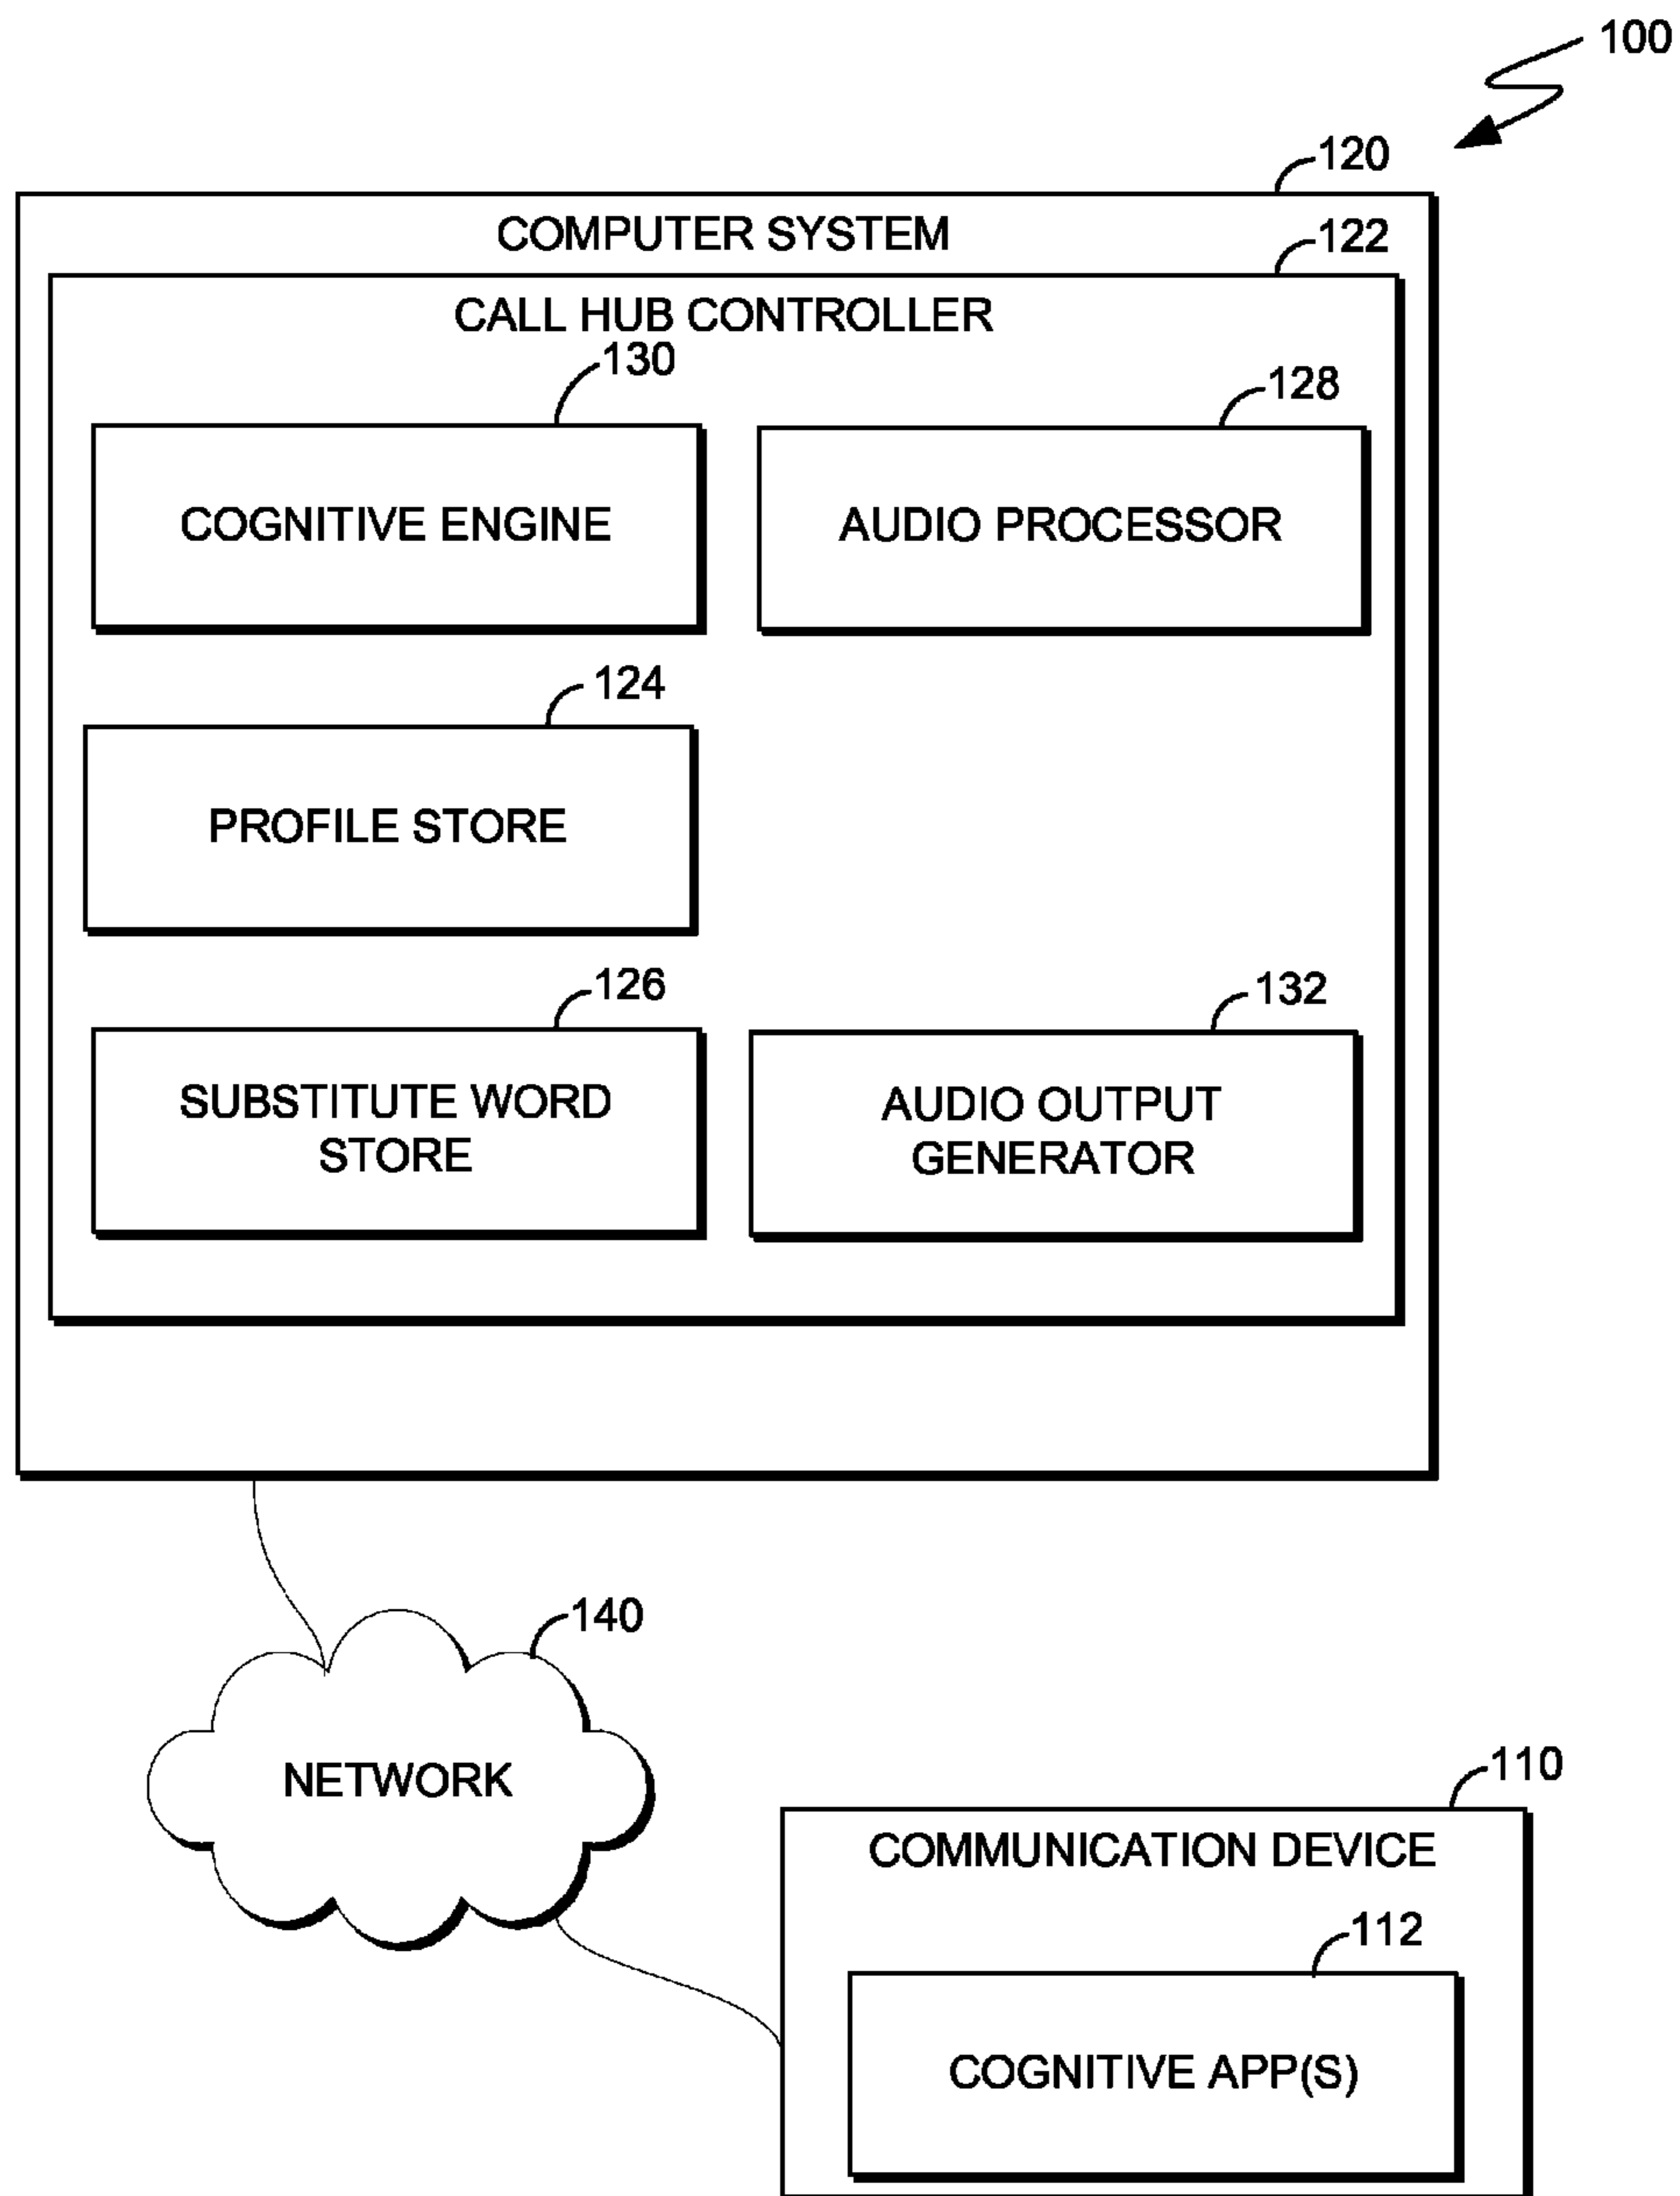 100
120
COMPUTER SYSTEM
122
CALL HUB CONTROLLER
130
128
COGNITIVE ENGINE
AUDIO PROCESSOR
124
PROFILE STORE
126
132
SUBSTITUTE WORD
STORE
AUDIO OUTPUT
GENERATOR
140
NETWORK
110
COMMUNICATION DEVICE
112
COGNITIVE APP(S)